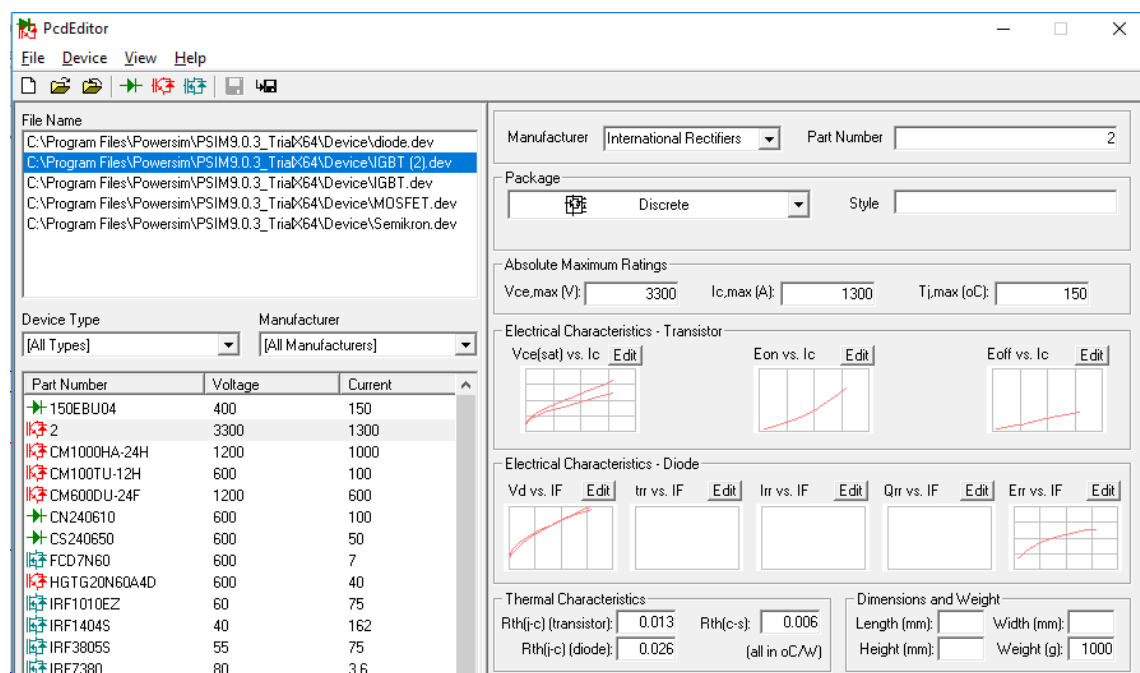 PcdEditor
File Device View Help
File Name
C:\Program Files\Powersim\PSIM9.0.3_TrialX64\Device\diode.dev
C:\Program Files\Powersim\PSIM9.0.3_TrialX64\Device\IGBT (2).dev
C:\Program Files\Powersim\PSIM9.0.3_TrialX64\Device\IGBT.dev
C:\Program Files\Powersim\PSIM9.0.3_TrialX64\Device\MOSFET.dev
C:\Program Files\Powersim\PSIM9.0.3_TrialX64\Device\Semikron.dev
Device Type Manufacturer
[All Types] [All Manufacturers]
Part Number Voltage Current
150EBU04 400 150
2 3300 1300
CM1000HA-24H 1200 1000
CM100TU-12H 600 100
CM600DU-24F 1200 600
CN240610 600 100
CS240650 600 50
FCD7N60 600 7
HGTG20N60A4D 600 40
IRF1010EZ 60 75
IRF1404S 40 162
IRF3805S 55 75
IRF7380 80 3.6
Manufacturer International Rectifiers Part Number 2
Package
Discrete Style
Absolute Maximum Ratings
Vce,max (V): 3300 Ic,max (A): 1300 Tj,max (oC): 150
Electrical Characteristics - Transistor
Vce(sat) vs. Ic Edit Eon vs. Ic Edit Eoff vs. Ic Edit
Electrical Characteristics - Diode
Vd vs. IF Edit trr vs. IF Edit Irr vs. IF Edit Qrr vs. IF Edit Err vs. IF Edit
Thermal Characteristics
Rth(j-c) (transistor): 0.013 Rth(c-s): 0.006
Rth(j-c) (diode): 0.026 (all in oC/W)
Dimensions and Weight
Length (mm): Width (mm):
Height (mm): Weight (g): 1000